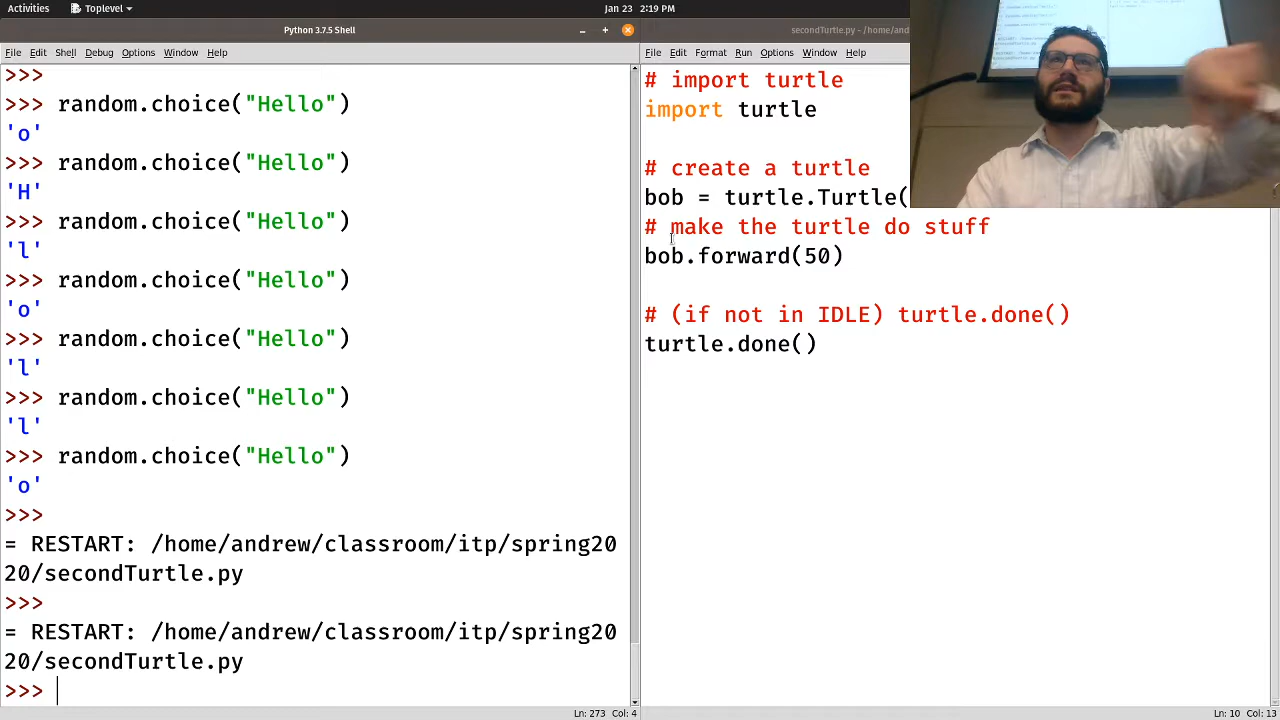 Activities
Toplevel
Jan 23 2:19 PM
Python 3.7.5 Shell
File Edit Shell Debug Options Window Help
>>>
>>> random.choice("Hello")
'o'
>>> random.choice("Hello")
'H'
>>> random.choice("Hello")
'l'
>>> random.choice("Hello")
'o'
>>> random.choice("Hello")
'l'
>>> random.choice("Hello")
'l'
>>> random.choice("Hello")
'o'
>>>
= RESTART: /home/andrew/classroom/itp/spring20
20/secondTurtle.py
>>>
= RESTART: /home/andrew/classroom/itp/spring20
20/secondTurtle.py
>>>
Ln: 273 Col: 4
secondTurtle.py - /home/an
File Edit Format Run Options Window Help
# import turtle
import turtle
# create a turtle
bob = turtle.Turtle(
# make the turtle do stuff
bob.forward(50)
# (if not in IDLE) turtle.done()
turtle.done()
Ln: 10 Col: 13